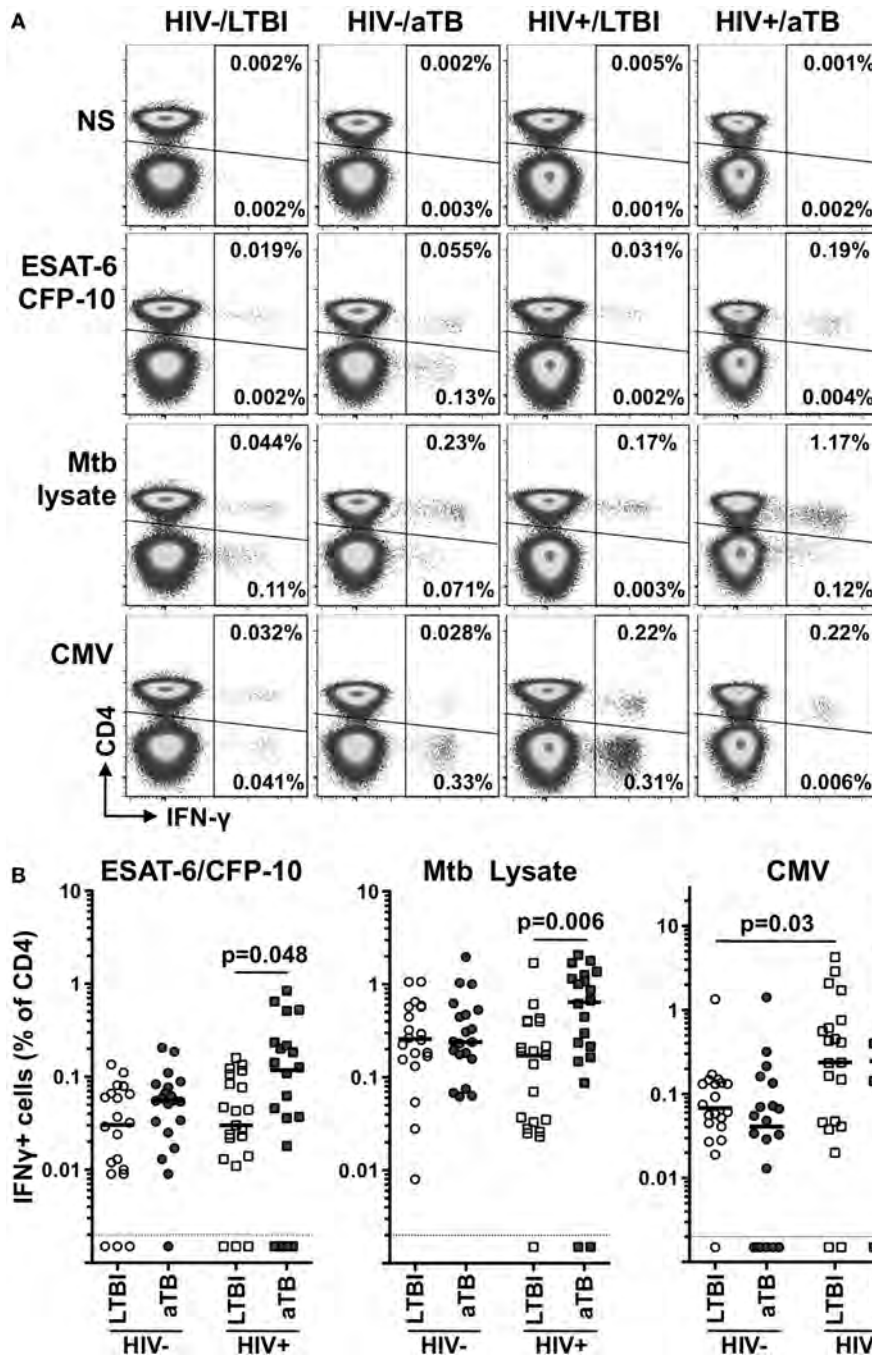 A HIV-/LTBI HIV-/aTB HIV+/LTBI HIV+/aTB
NS 0.002% 0.002% 0.005% 0.001%
0.002% 0.003% 0.001% 0.002%
ESAT-6
CFP-10
0.019% 0.055% 0.031% 0.19%
0.002% 0.13% 0.002% 0.004%
Mtb
lysate
0.044% 0.23% 0.17% 1.17%
0.11% 0.071% 0.003% 0.12%
CMV
0.032% 0.028% 0.22% 0.22%
0.041% 0.33% 0.31% 0.006%
CD4
IFN-γ
B ESAT-6/CFP-10 Mtb Lysate CMV
IFNγ+ cells (% of CD4)
10
1
0.1
0.01
p=0.048
LTBI aTB LTBI aTB
HIV- HIV+
10
1
0.1
0.01
p=0.006
LTBI aTB LTBI aTB
HIV- HIV+
10
1
0.1
0.01
p=0.03
LTBI aTB LTBI
HIV- HIV